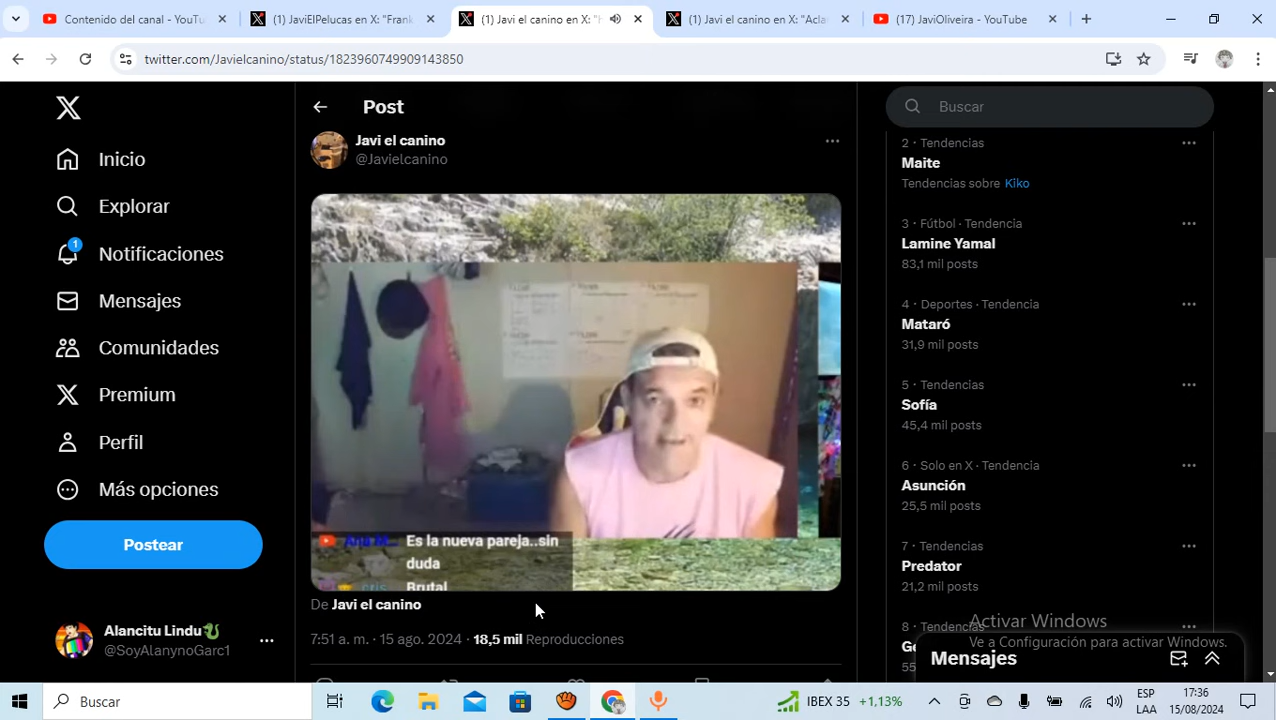 Contenido del canal - YouTu
(1) JaviElPelucas en X: "Frank
(1) Javi el canino en X: "H
(1) Javi el canino en X: "Acla
(17) JaviOliveira - YouTube
twitter.com/Javielcanino/status/1823960749909143850
Inicio
Explorar
1
Notificaciones
Mensajes
Comunidades
Premium
Perfil
Más opciones
Postear
Alancitu Lindu
@SoyAlanynoGarc1
Post
Javi el canino
@Javielcanino
Es la nueva pareja..sin
duda
cris Brutal
De Javi el canino
7:51 a. m. · 15 ago. 2024 · 18,5 mil Reproducciones
Buscar
2 · Tendencias
Maite
Tendencias sobre Kiko
3 · Fútbol · Tendencia
Lamine Yamal
83,1 mil posts
4 · Deportes · Tendencia
Mataró
31,9 mil posts
5 · Tendencias
Sofía
45,4 mil posts
6 · Solo en X · Tendencia
Asunción
25,5 mil posts
7 · Tendencias
Predator
21,2 mil posts
8 · Tendencias
Activar Windows
Ve a Configuración para activar Windows.
Mensajes
Buscar
IBEX 35 +1,13%
ESP
LAA
17:36
15/08/2024